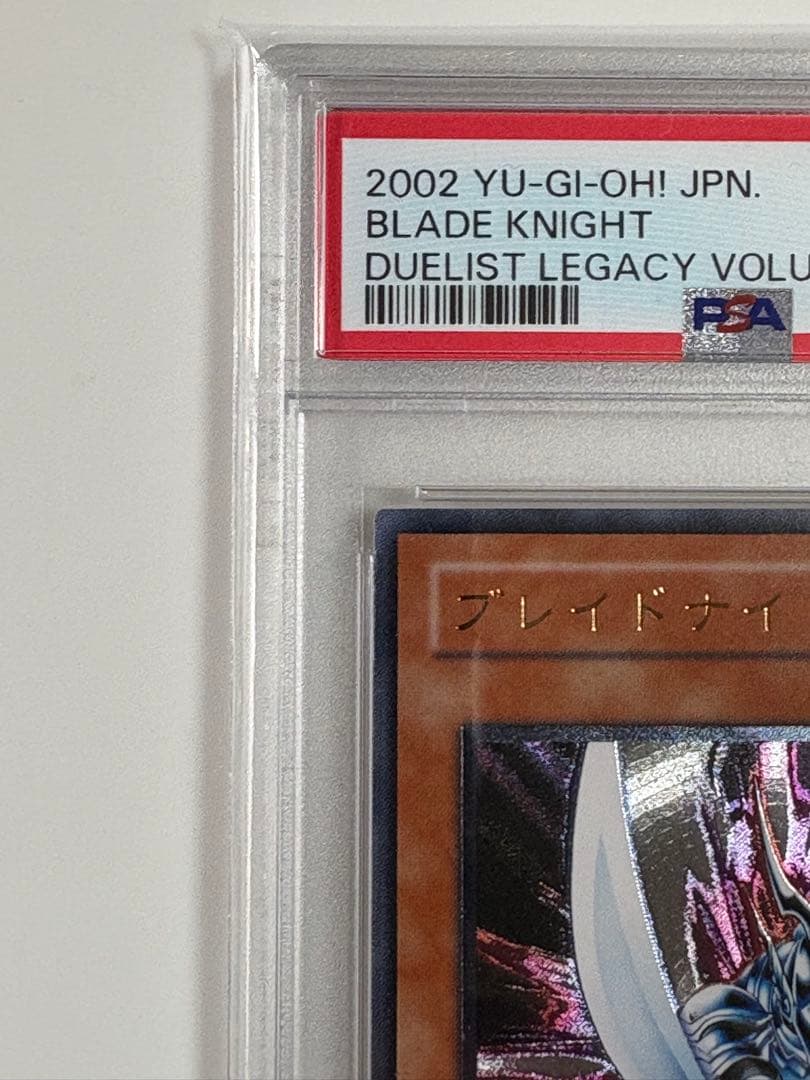 2002 YU-GI-OH! JPN.
BLADE KNIGHT
DUELIST LEGACY VOLU
PSA
ブレイドナイ